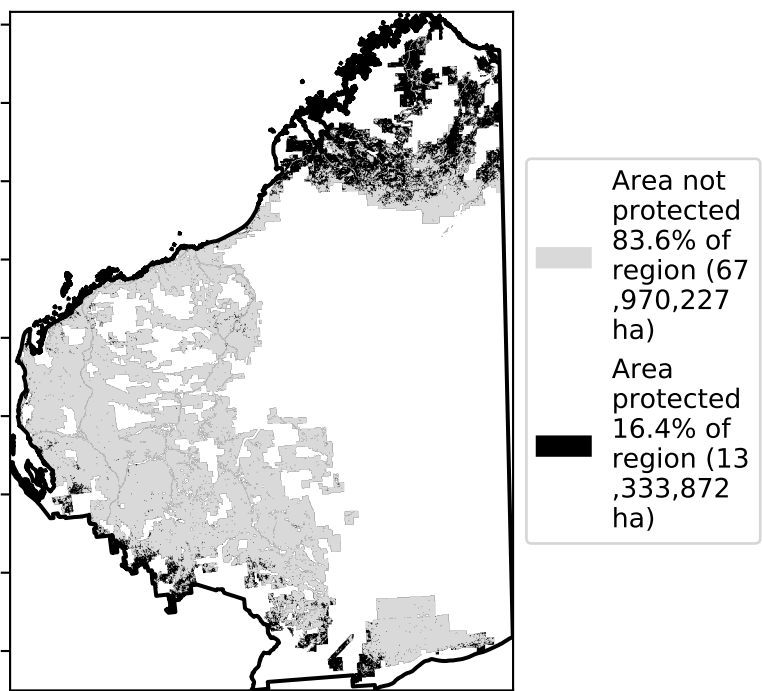 Area not
protected
83.6% of
region (67
,970,227
ha)
Area
protected
16.4% of
region (13
,333,872
ha)